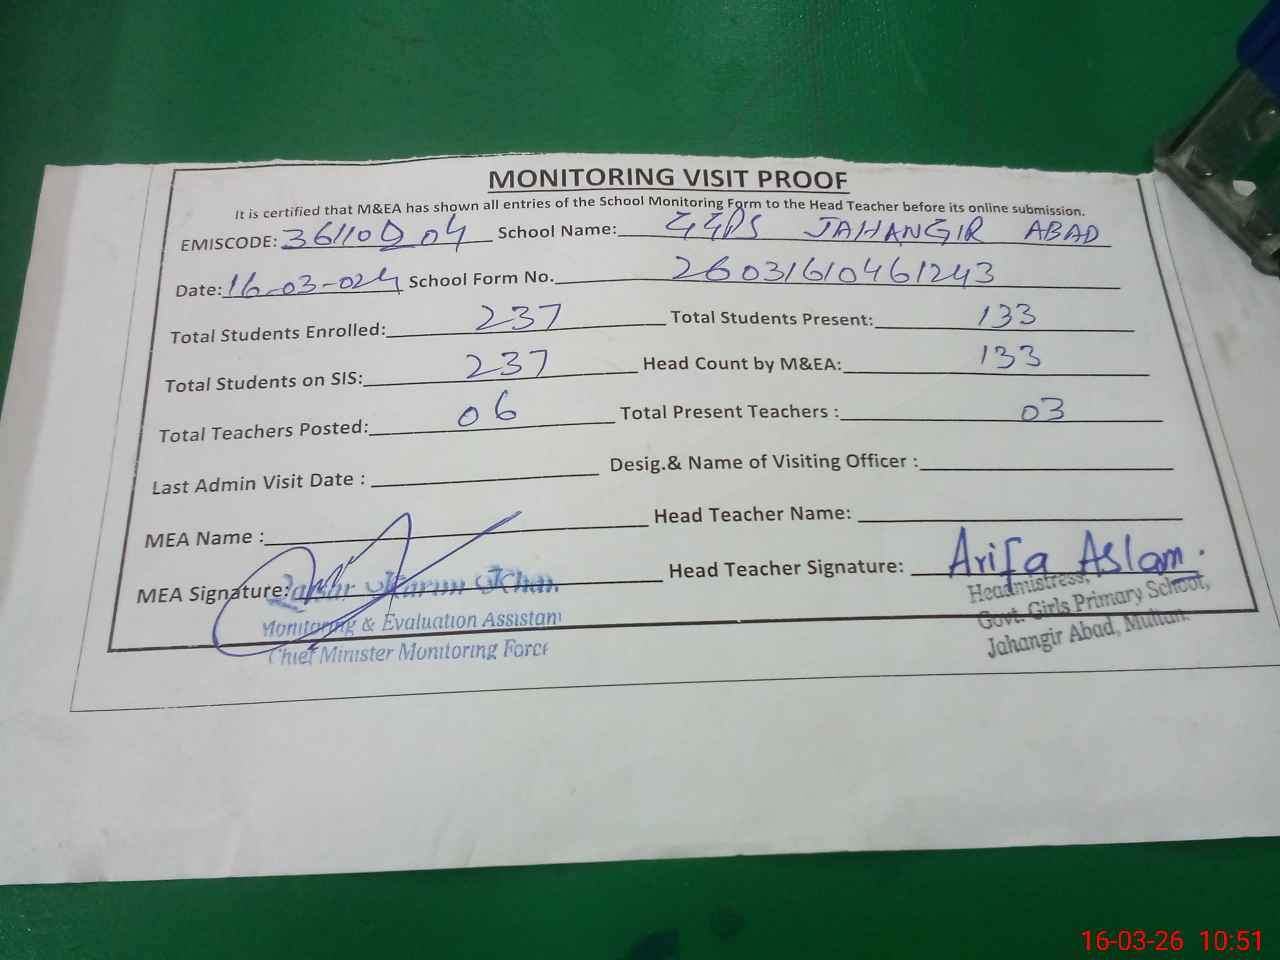 MONITORING VISIT PROOF
It is certified that M&EA has shown all entries of the School Monitoring Form to the Head Teacher before its online submission.
EMISCODE: 36110004 School Name: GGPS JAHANGIR ABAD
Date: 16-03-024 School Form No. 26031610461243
Total Students Enrolled: 237 Total Students Present: 133
Total Students on SIS: 237 Head Count by M&EA: 133
Total Teachers Posted: 06 Total Present Teachers : 03
Last Admin Visit Date : Desig.& Name of Visiting Officer :
MEA Name : Head Teacher Name:
MEA Signature: Head Teacher Signature: Arifa Aslam.
Khan
Monitoring & Evaluation Assistant
Chief Minister Monitoring Force
Headmistress,
Govt. Girls Primary School,
Jahangir Abad, Multan.
16-03-26 10:51